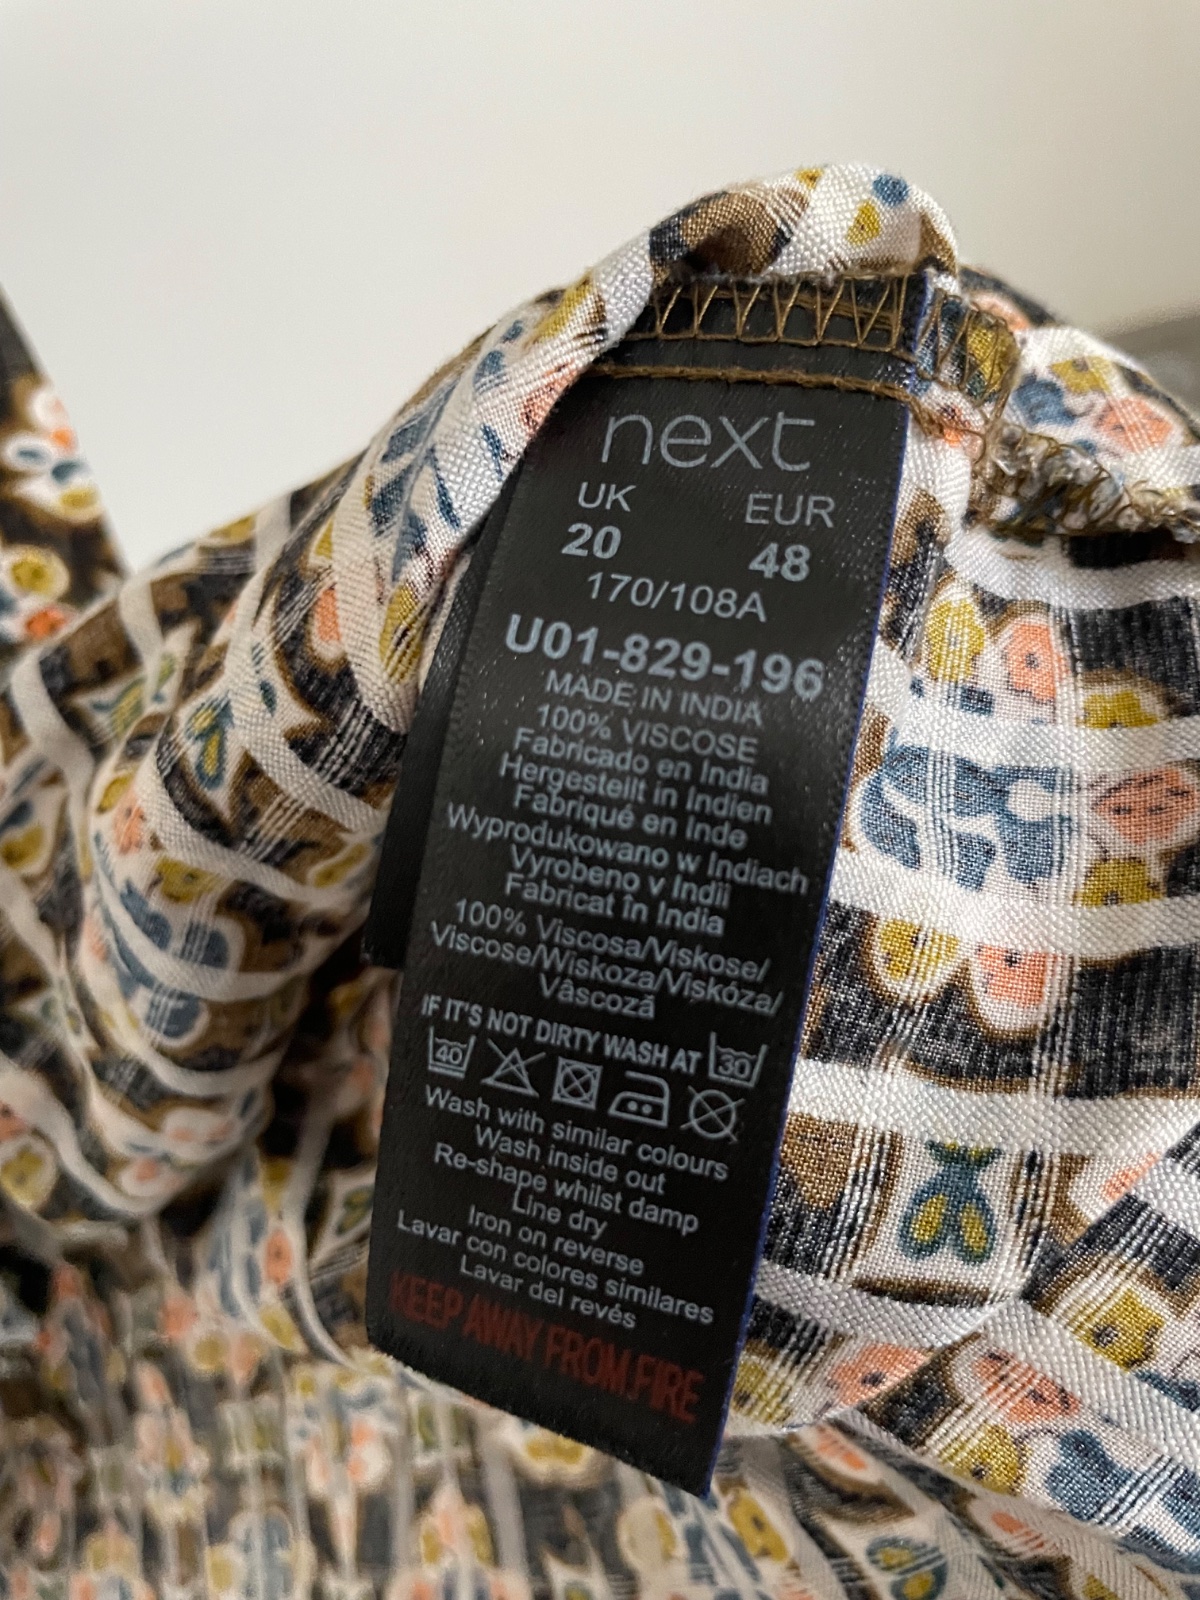 next
UK EUR
20 48
170/108A
U01-829-196
MADE IN INDIA
100% VISCOSE
Fabricado en India
Hergestellt in Indien
Fabriqué en Inde
Wyprodukowano w Indiach
Vyrobeno v Indii
Fabricat în India
100% Viscosa/Viskose/
Viscose/Wiskoza/Viskóza/
Vâscoză
IF IT'S NOT DIRTY WASH AT 30
40
Wash with similar colours
Wash inside out
Re-shape whilst damp
Line dry
Iron on reverse
Lavar con colores similares
Lavar del revés
KEEP AWAY FROM FIRE